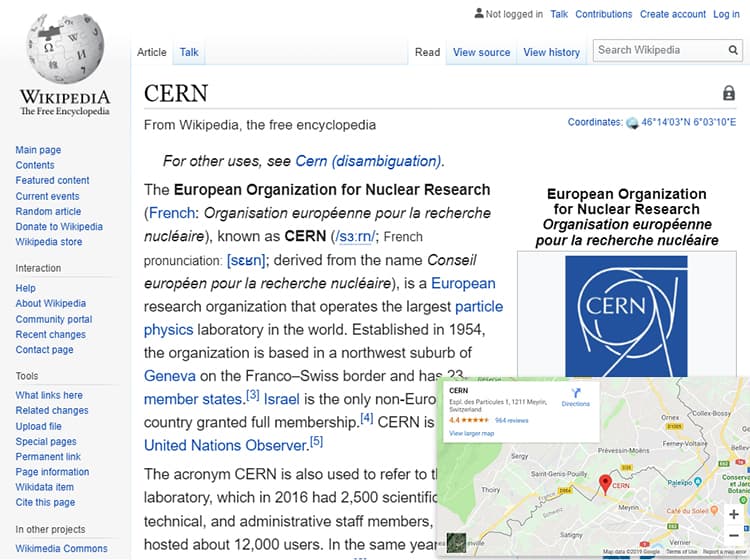 Not logged in Talk Contributions Create account Log in
Article Talk Read View source View history Search Wikipedia
WIKIPEDIA
The Free Encyclopedia
Main page
Contents
Featured content
Current events
Random article
Donate to Wikipedia
Wikipedia store
Interaction
Help
About Wikipedia
Community portal
Recent changes
Contact page
Tools
What links here
Related changes
Upload file
Special pages
Permanent link
Page information
Wikidata item
Cite this page
In other projects
Wikimedia Commons
CERN
From Wikipedia, the free encyclopedia
Coordinates: 46°14′03″N 6°03′10″E
For other uses, see Cern (disambiguation).
The European Organization for Nuclear Research
(French: Organisation européenne pour la recherche
nucléaire), known as CERN (/sɜːrn/; French
pronunciation: [sɛʁn]; derived from the name Conseil
européen pour la recherche nucléaire), is a European
research organization that operates the largest particle
physics laboratory in the world. Established in 1954,
the organization is based in a northwest suburb of
Geneva on the Franco–Swiss border and has 23
member states.[3] Israel is the only non-Euro
country granted full membership.[4] CERN is
United Nations Observer.[5]
The acronym CERN is also used to refer to th
laboratory, which in 2016 had 2,500 scientific
technical, and administrative staff members,
hosted about 12,000 users. In the same year
European Organization
for Nuclear Research
Organisation européenne
pour la recherche nucléaire
CERN
CERN
Espl. des Particules 1, 1211 Meyrin,
Switzerland
4.4 964 reviews
View larger map
Directions
Ornex
Collex-Bossy
Prévessin-Moëns
Ferney-Voltaire
Sergy
Saint-Genis-Pouilly
Thoiry
CERN
Meyrin
Palexpo
Café du Soleil
Satigny
Vernier
Map data ©2019 Google Terms of Use Report a map error